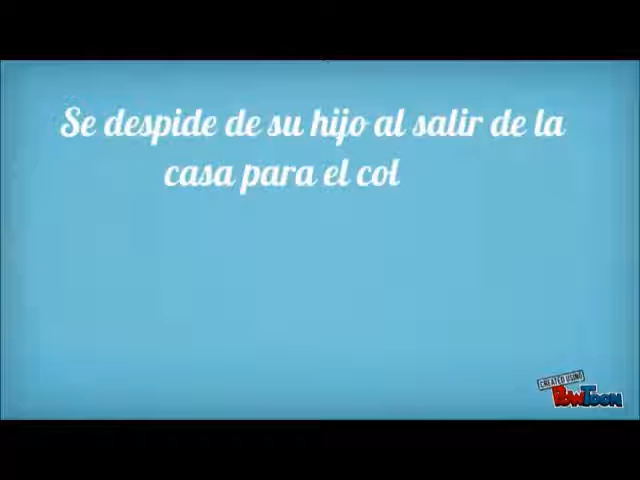 Se despide de su hijo al salir de la
casa para el col
CREATED USING
POWTOON